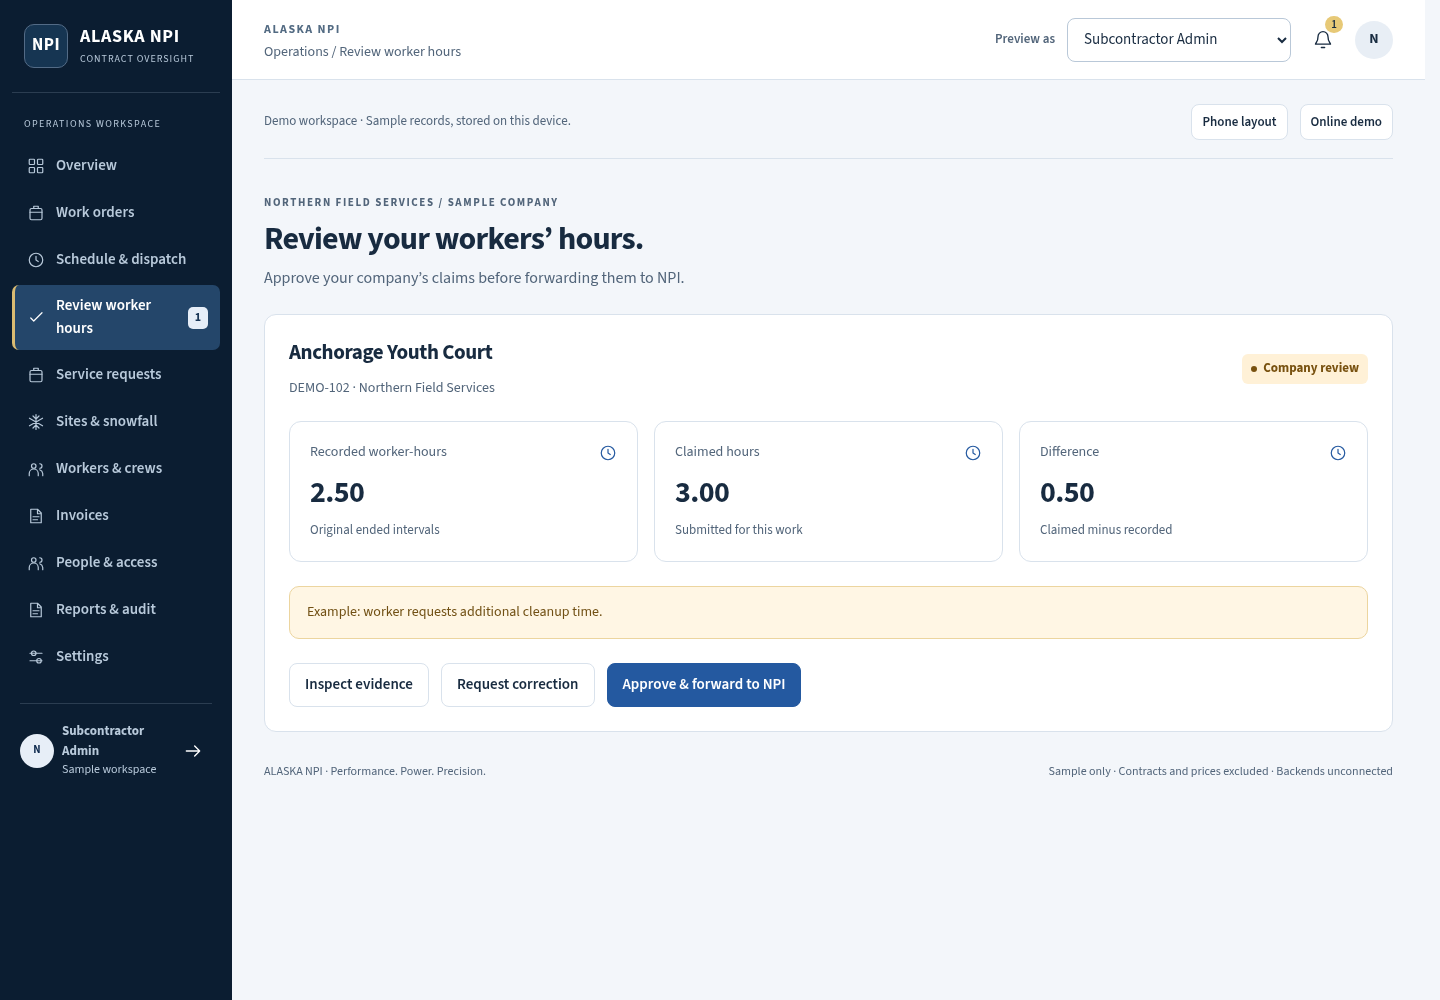 NPI
ALASKA NPI
CONTRACT OVERSIGHT
OPERATIONS WORKSPACE
Overview
Work orders
Schedule & dispatch
Review worker
hours
1
Service requests
Sites & snowfall
Workers & crews
Invoices
People & access
Reports & audit
Settings
N
Subcontractor
Admin
Sample workspace
ALASKA NPI
Operations / Review worker hours
Preview as
Subcontractor Admin
1
N
Demo workspace · Sample records, stored on this device.
Phone layout
Online demo
NORTHERN FIELD SERVICES / SAMPLE COMPANY
Review your workers’ hours.
Approve your company’s claims before forwarding them to NPI.
Anchorage Youth Court
DEMO-102 · Northern Field Services
Company review
Recorded worker-hours
2.50
Original ended intervals
Claimed hours
3.00
Submitted for this work
Difference
0.50
Claimed minus recorded
Example: worker requests additional cleanup time.
Inspect evidence
Request correction
Approve & forward to NPI
ALASKA NPI · Performance. Power. Precision.
Sample only · Contracts and prices excluded · Backends unconnected